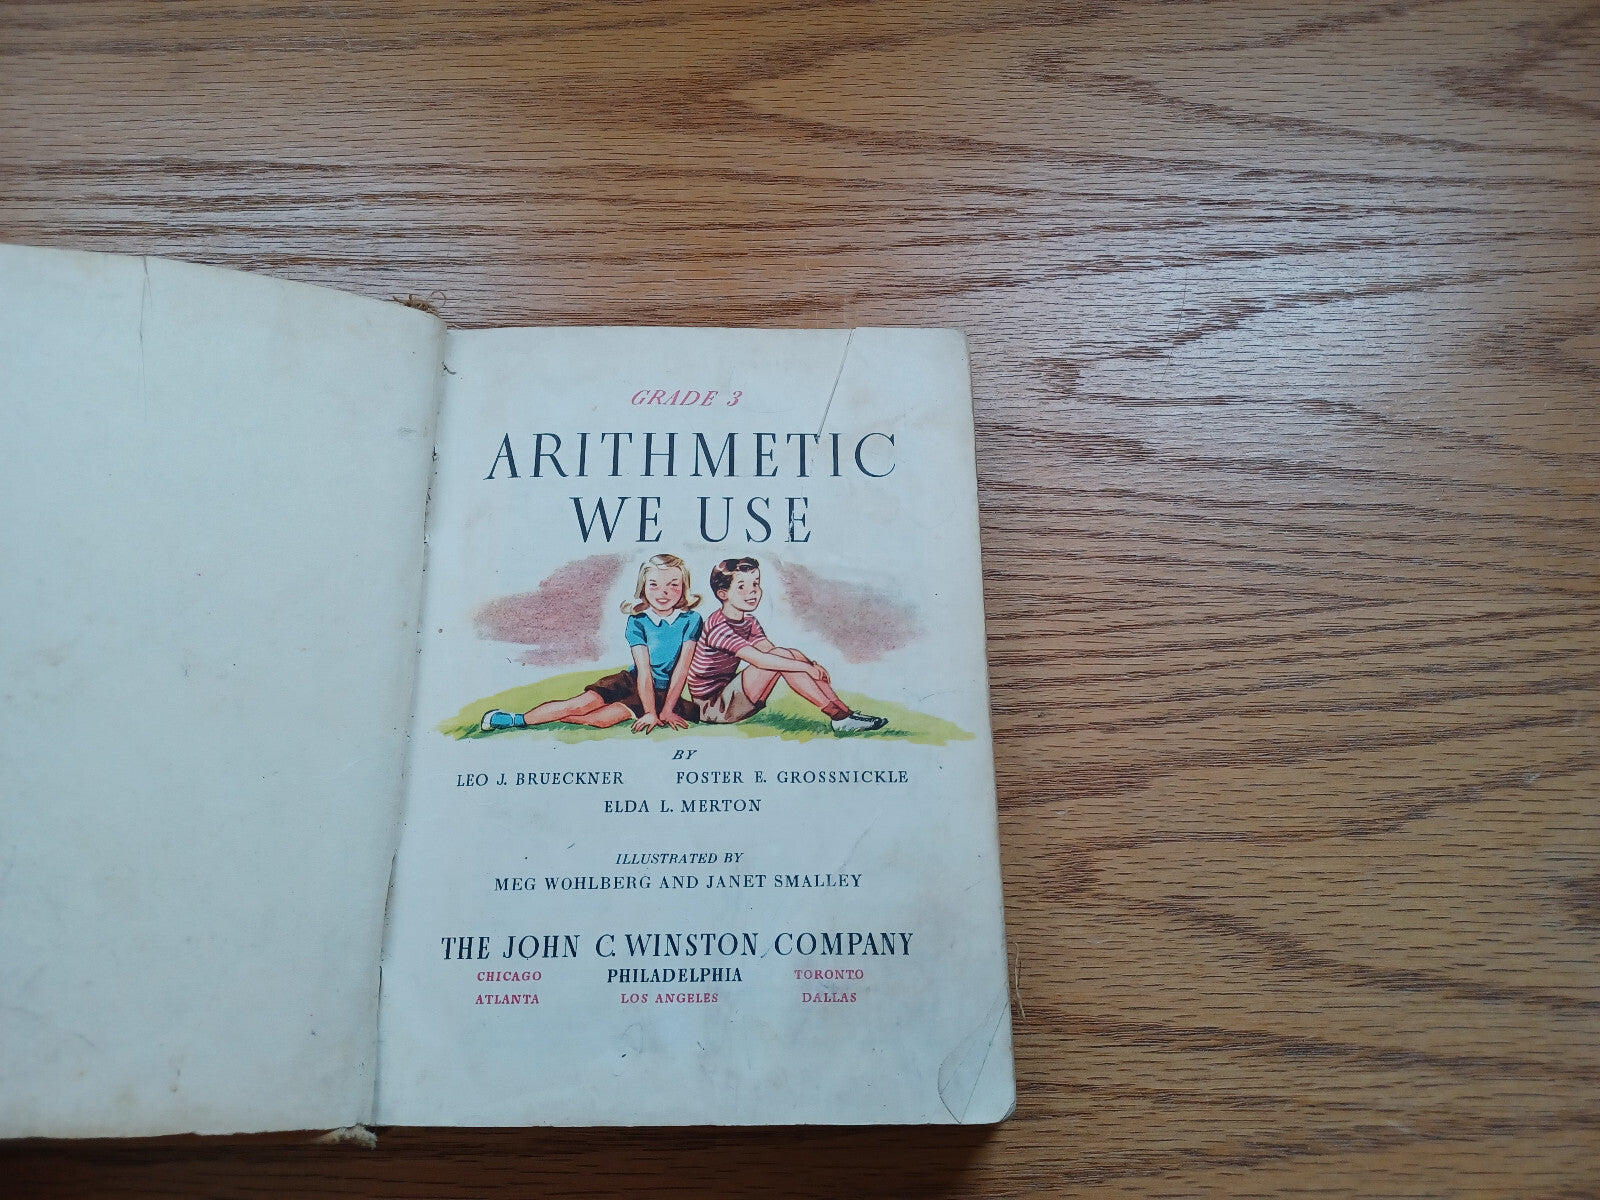 GRADE 3
ARITHMETIC
WE USE
BY
LEO J. BRUECKNER FOSTER E. GROSSNICKLE
ELDA L. MERTON
ILLUSTRATED BY
MEG WOHLBERG AND JANET SMALLEY
THE JOHN C. WINSTON COMPANY
CHICAGO PHILADELPHIA TORONTO
ATLANTA LOS ANGELES DALLAS